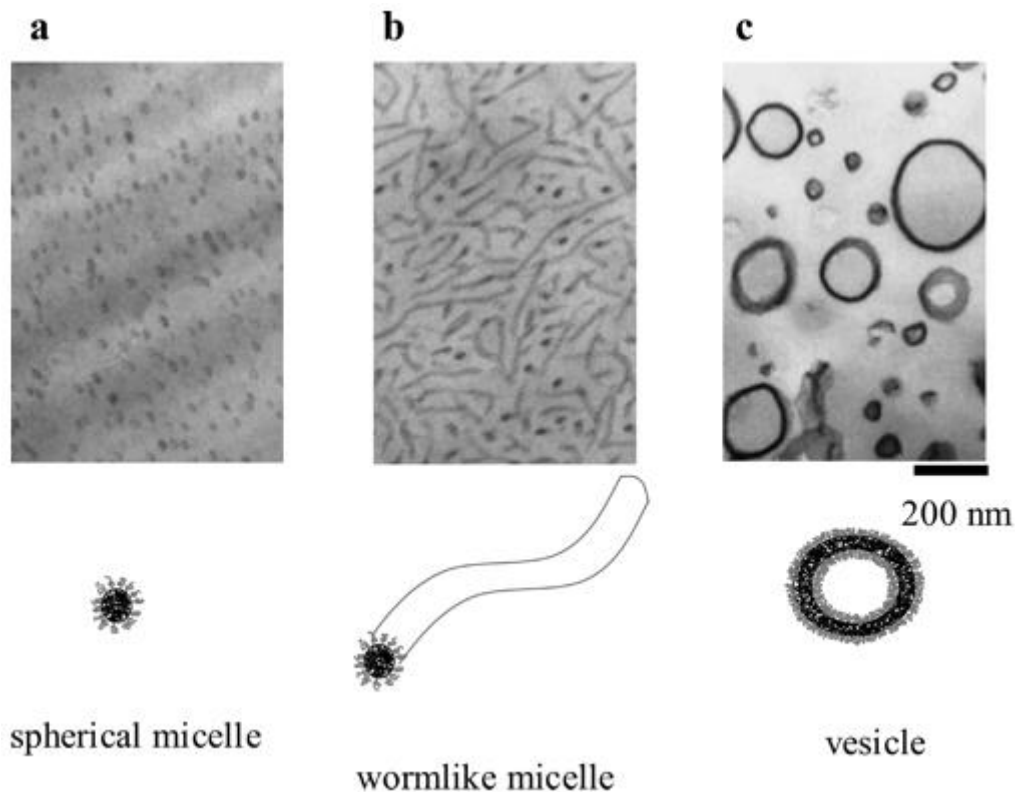 a
b
c
200 nm
spherical micelle
wormlike micelle
vesicle